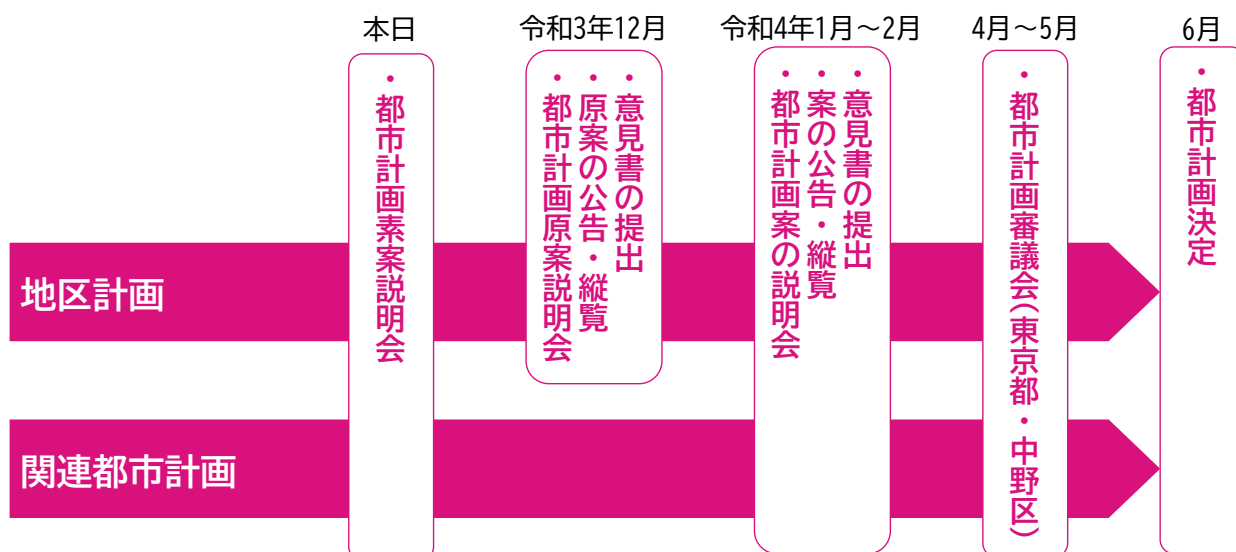 本日
・都市計画素案説明会
令和3年12月
・都市計画原案説明会
・原案の公告・縦覧
・意見書の提出
令和4年1月～2月
・都市計画案の説明会
・案の公告・縦覧
・意見書の提出
4月～5月
・都市計画審議会(東京都・中野区)
6月
・都市計画決定
地区計画
関連都市計画